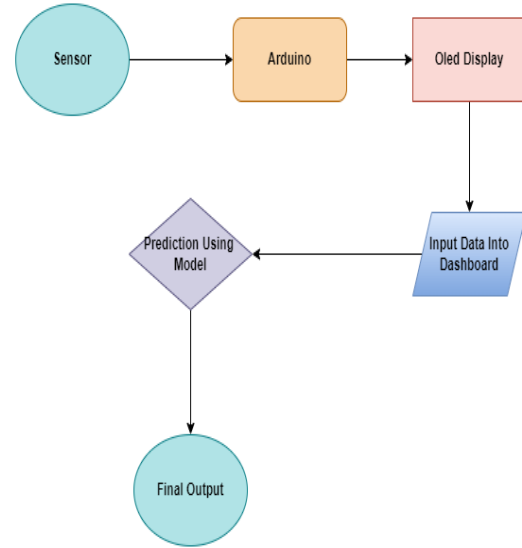 Sensor
Arduino
Oled Display
Input Data Into
Dashboard
Prediction Using
Model
Final Output